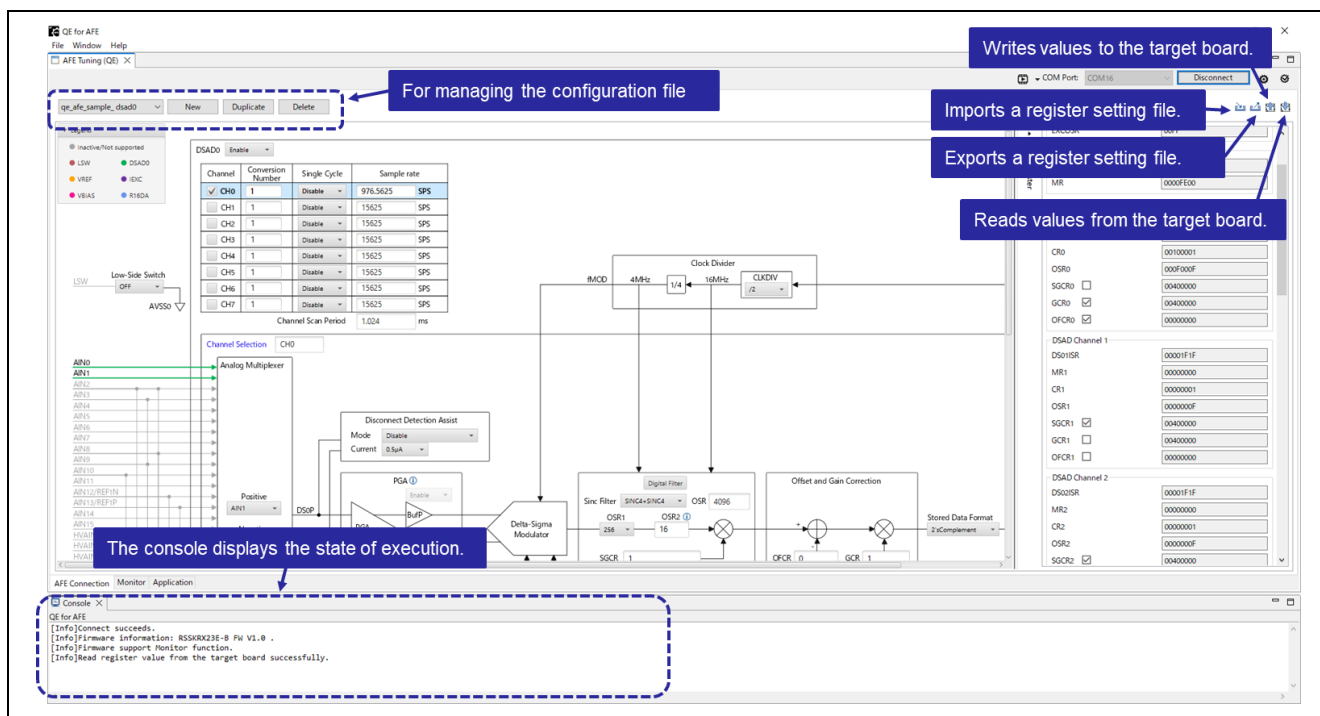 QE for AFE
File Window Help
AFE Tuning (QE)
Writes values to the target board.
COM Port: COM16 Disconnect
For managing the configuration file
qe_afe_sample_dsad0 New Duplicate Delete
Imports a register setting file.
Exports a register setting file.
Reads values from the target board.
Legend
Inactive/Not supported
LSW DSAD0
VREF IEXC
VBIAS R16DA
DSAD0 Enable
Channel Conversion Number Single Cycle Sample rate
CH0 1 Disable 976.5625 SPS
CH1 1 Disable 15625 SPS
CH2 1 Disable 15625 SPS
CH3 1 Disable 15625 SPS
CH4 1 Disable 15625 SPS
CH5 1 Disable 15625 SPS
CH6 1 Disable 15625 SPS
CH7 1 Disable 15625 SPS
Channel Scan Period 1.024 ms
LSW
Low-Side Switch
OFF
AVSS0
Clock Divider
fMOD 4MHz 1/4 16MHz CLKDIV
/2
Channel Selection CH0
AIN0
AIN1
AIN2
AIN3
AIN4
AIN5
AIN6
AIN7
AIN8
AIN9
AIN10
AIN11
AIN12/REF1N
AIN13/REF1P
AIN14
AIN15
Analog Multiplexer
Positive
AIN1
DS0P
Disconnect Detection Assist
Mode Disable
Current 0.5μA
PGA
Enable
BufP
PGA
Delta-Sigma
Modulator
Digital Filter
Sinc Filter SINC4+SINC4 OSR 4096
OSR1 OSR2
256 16
SGCR 1
Offset and Gain Correction
+
-
OFCR 0 GCR 1
Stored Data Format
2'sComplement
MR 0000FE00
CR0 00100001
OSR0 000F000F
SGCR0 00400000
GCR0 00400000
OFCR0 00000000
DSAD Channel 1
DS01ISR 00001F1F
MR1 00000000
CR1 00000001
OSR1 0000000F
SGCR1 00400000
GCR1 00400000
OFCR1 00000000
DSAD Channel 2
DS02ISR 00001F1F
MR2 00000000
CR2 00000001
OSR2 0000000F
SGCR2 00400000
The console displays the state of execution.
AFE Connection Monitor Application
Console
QE for AFE
[Info]Connect succeeds.
[Info]Firmware information: RSSKRX23E-B FW V1.0 .
[Info]Firmware support Monitor function.
[Info]Read register value from the target board successfully.